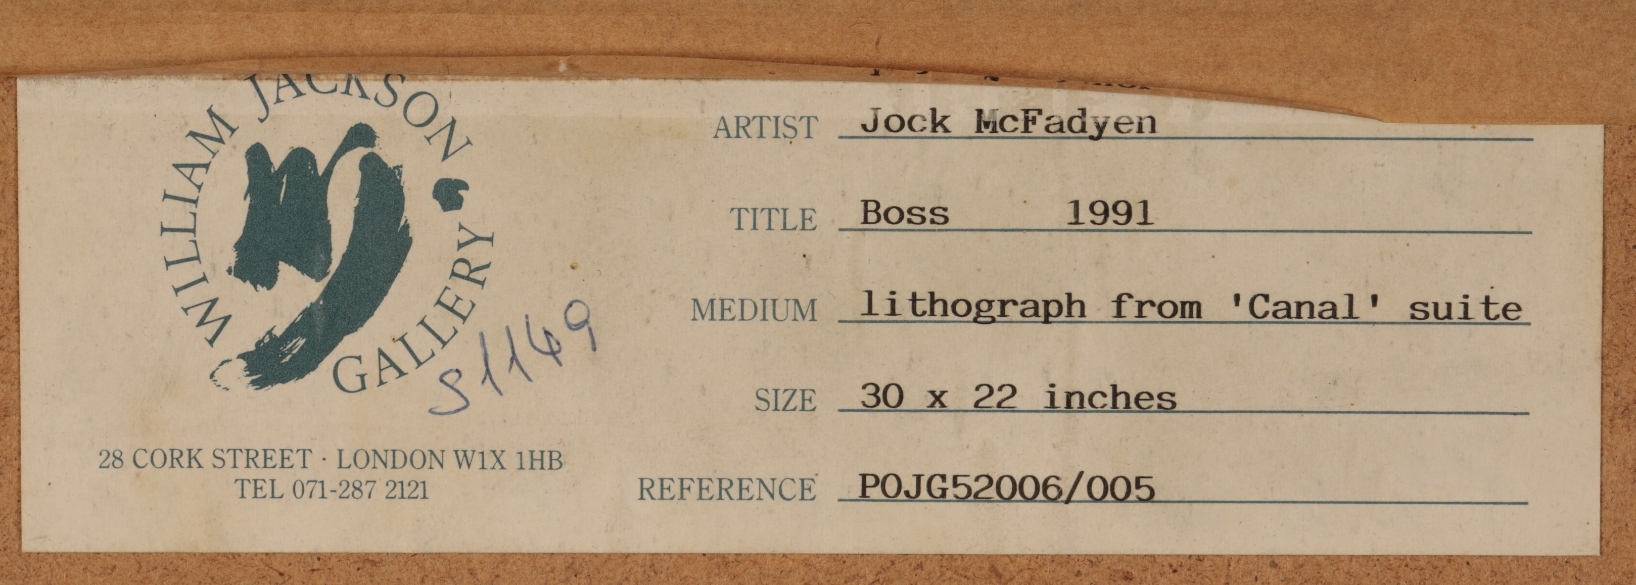 WILLIAM JACKSON GALLERY
S1149
28 CORK STREET · LONDON W1X 1HB
TEL 071-287 2121
ARTIST Jock McFadyen
TITLE Boss 1991
MEDIUM lithograph from 'Canal' suite
SIZE 30 x 22 inches
REFERENCE POJG52006/005